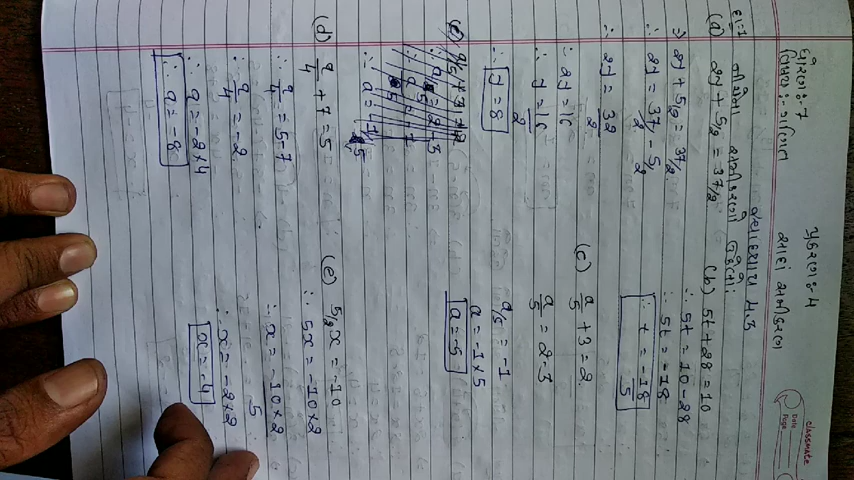 ધોરણ:- 7
પ્રકરણ:- 4
વિષય:- ગણિત
સાદાં સમીકરણ
classmate
Date
Page
સ્વાધ્યાય 4.3
દા-1 નીચેના સમીકરણો ઉકેલો:
(a) 2y + 5/2 = 37/2
→ 2y + 5/2 = 37/2
∴ 2y = 37/2 - 5/2
∴ 2y = 32/2
∴ 2y = 16
∴ y = 16/2
∴ y = 8
(b) 5t + 28 = 10
∴ 5t = 10 - 28
∴ 5t = -18
∴ t = -18/5
(c) a/5 + 3 = 2
a/5 = 2 - 3
a/5 = -1
a = -1 × 5
a = -5
(d) q/4 + 7 = 5
∴ q/4 = 5 - 7
∴ q/4 = -2
∴ q = -2 × 4
∴ q = -8
(e) 5/2 x = -10
∴ 5x = -10 × 2
∴ x = -10 × 2/5
∴ x = -2 × 2
x = -4